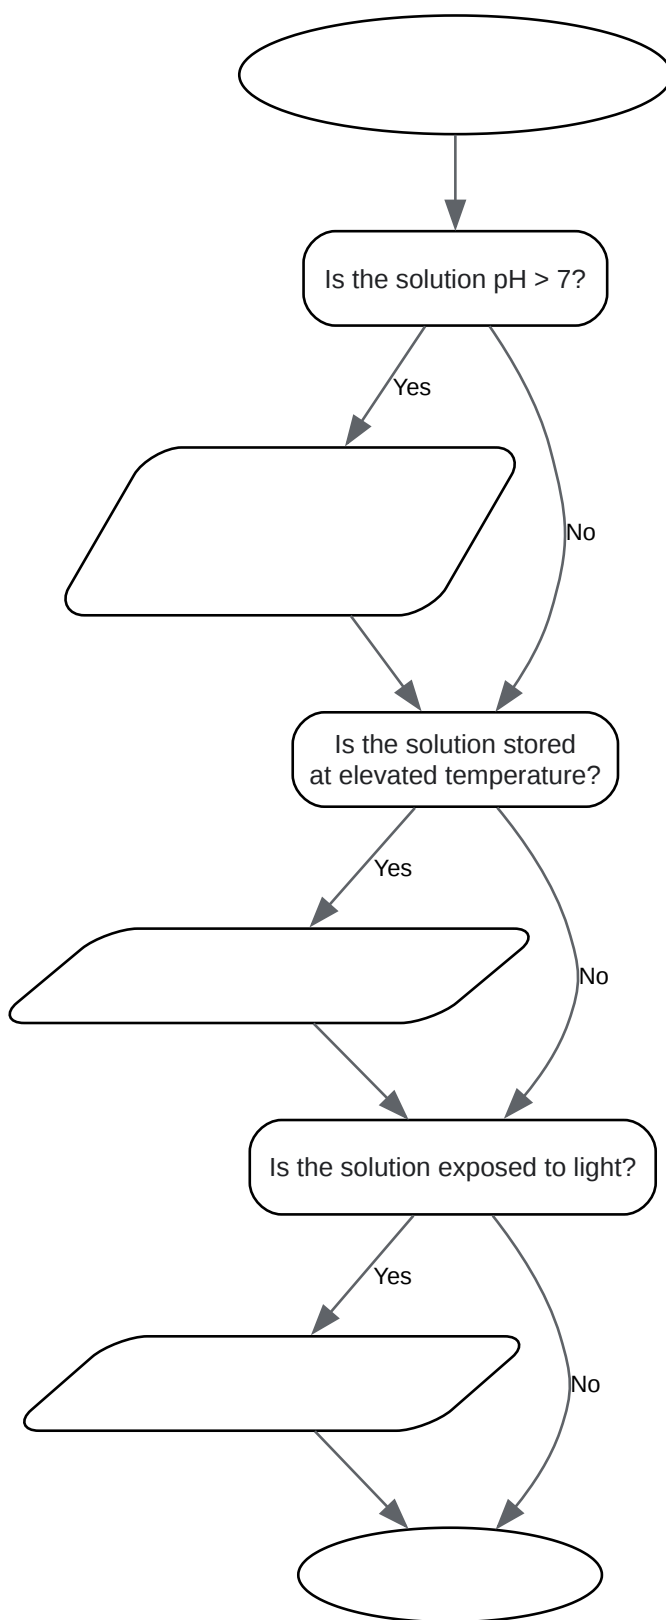 Is the solution pH > 7?
Yes
No
Is the solution stored
at elevated temperature?
Yes
No
Is the solution exposed to light?
Yes
No